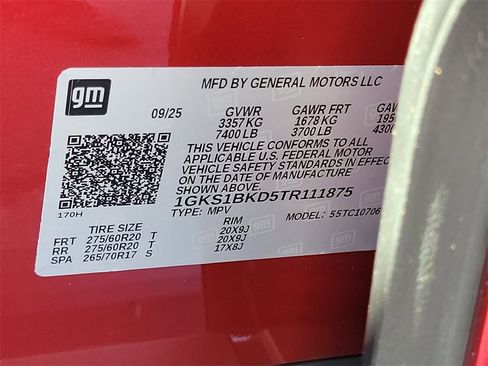 gm
MFD BY GENERAL MOTORS LLC
09/25 GVWR GAWR FRT
3357 KG 1678 KG
7400 LB 3700 LB
THIS VEHICLE CONFORMS TO ALL
APPLICABLE U.S. FEDERAL MOTOR
VEHICLE SAFETY STANDARDS IN EFFEC
ON THE DATE OF MANUFACTURE
SHOWN ABOVE.
1GKS1BKD5TR111875
170H
TYPE: MPV MODEL: 55TC10706
TIRE SIZE RIM
FRT 275/60R20 T 20X9J
RR 275/60R20 T 20X9J
SPA 265/70R17 S 17X8J